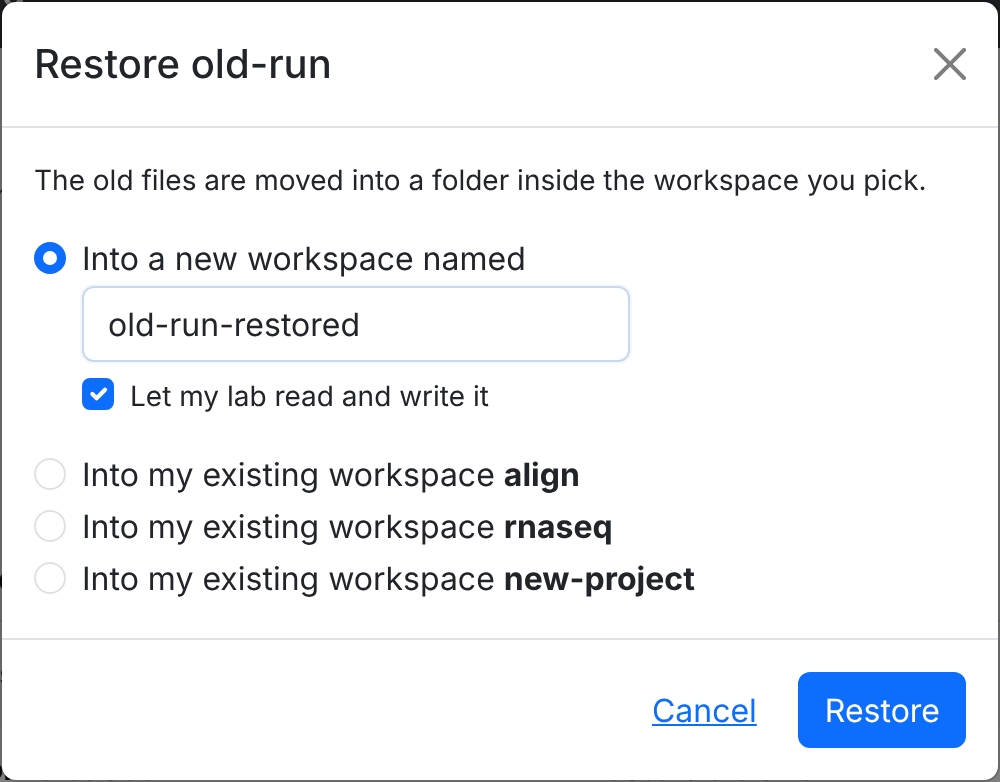 Restore old-run
The old files are moved into a folder inside the workspace you pick.
Into a new workspace named
old-run-restored
Let my lab read and write it
Into my existing workspace align
Into my existing workspace rnaseq
Into my existing workspace new-project
Cancel
Restore